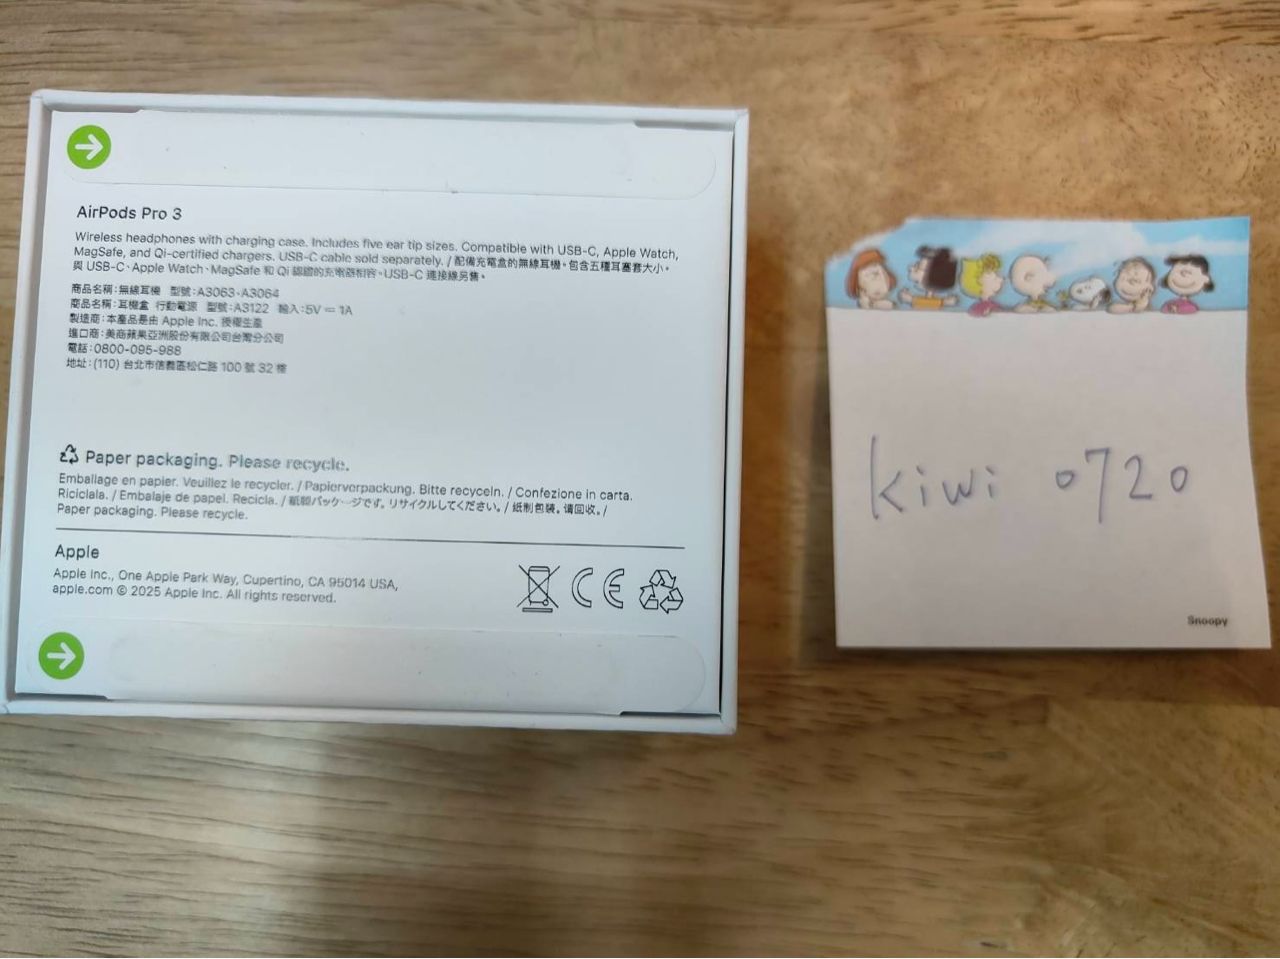 AirPods Pro 3
Wireless headphones with charging case. Includes five ear tip sizes. Compatible with USB-C, Apple Watch,
MagSafe, and Qi-certified chargers. USB-C cable sold separately. / 配備充電盒的無線耳機。包含五種耳塞套大小。
與 USB-C、Apple Watch、MagSafe 和 Qi 認證的充電器相容。USB-C 連接線另售。
商品名稱：無線耳機 型號：A3063、A3064
商品名稱：耳機盒 行動電源 型號：A3122 輸入：5V ⎓ 1A
製造商：本產品是由 Apple Inc. 授權生產
進口商：美商蘋果亞洲股份有限公司台灣分公司
電話：0800-095-988
地址：(110) 台北市信義區松仁路 100 號 32 樓
Paper packaging. Please recycle.
Emballage en papier. Veuillez le recycler. / Papierverpackung. Bitte recyceln. / Confezione in carta.
Riciclala. / Embalaje de papel. Recicla. / 紙製パッケージです。リサイクルしてください。/ 纸制包装。请回收。/
Paper packaging. Please recycle.
Apple
Apple Inc., One Apple Park Way, Cupertino, CA 95014 USA,
apple.com © 2025 Apple Inc. All rights reserved.
CE
kiwi 0720
Snoopy